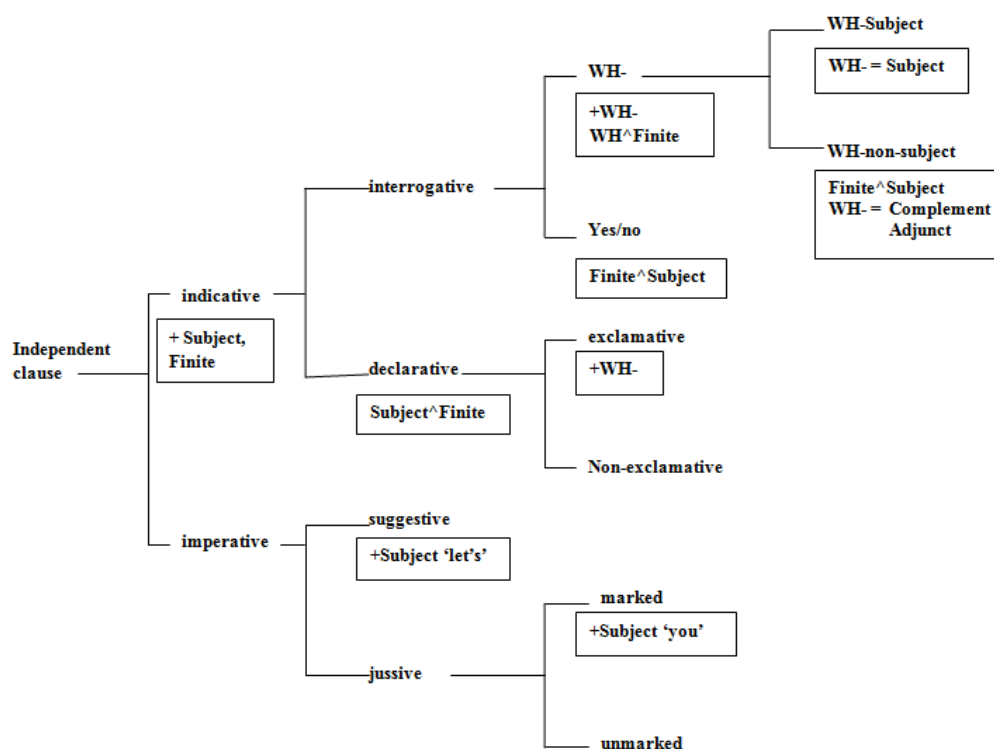 WH-Subject
WH- = Subject
WH-
+WH-
WH^Finite
WH-non-subject
Finite^Subject
WH- = Complement
Adjunct
interrogative
Yes/no
Finite^Subject
indicative
+ Subject,
Finite
Independent
clause
exclamative
+WH-
declarative
Subject^Finite
Non-exclamative
suggestive
+Subject ‘let’s’
imperative
marked
+Subject ‘you’
jussive
unmarked